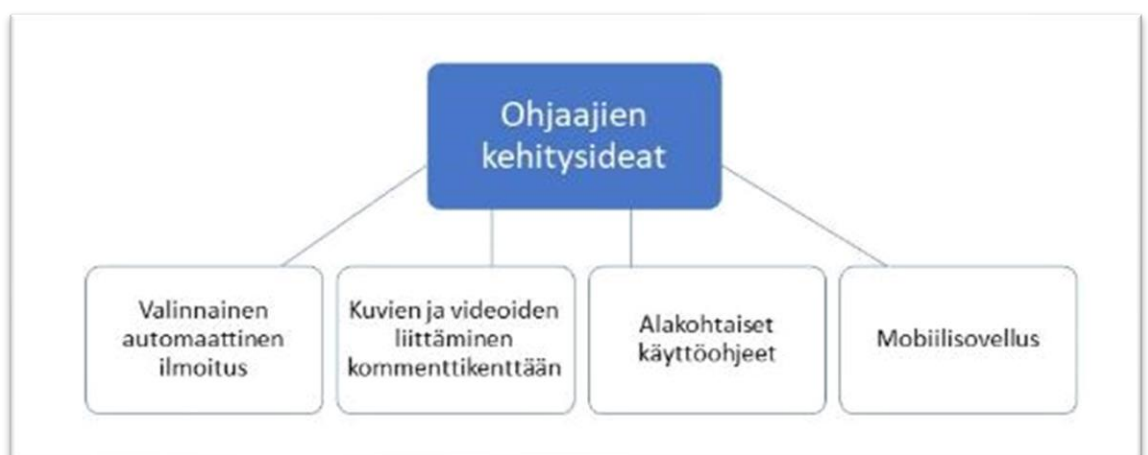 Ohjaajien
kehitysideat
Valinnainen
automaattinen
ilmoitus
Kuvien ja videoiden
liittäminen
kommenttikenttään
Alakohtaiset
käyttöohjeet
Mobiilisovellus